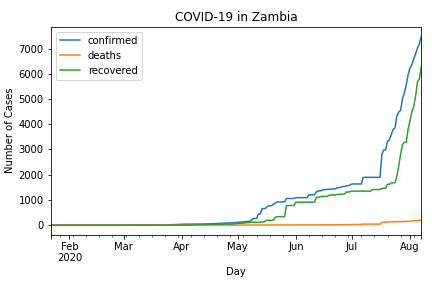 COVID-19 in Zambia
confirmed
deaths
recovered
Number of Cases
7000
6000
5000
4000
3000
2000
1000
0
Feb Mar Apr May Jun Jul Aug
2020
Day